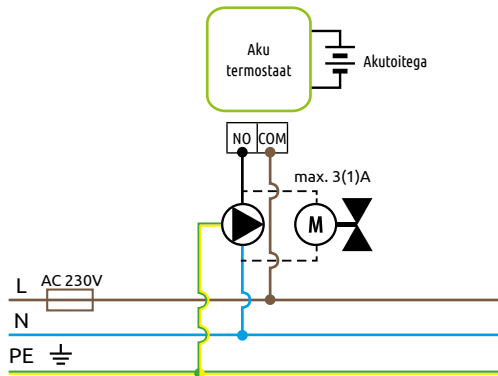 Aku
termostaat
Akutoitega
NO COM
max. 3(1)A
M
L AC 230V
N
PE